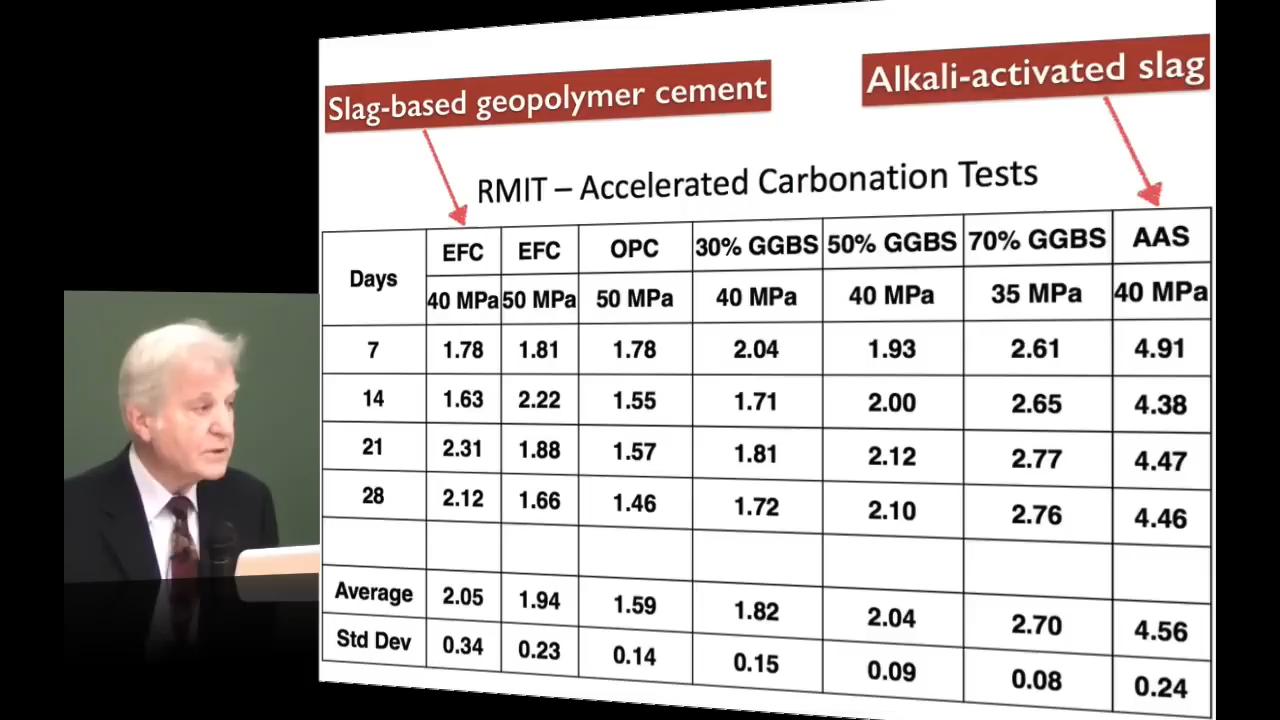 Slag-based geopolymer cement
Alkali-activated slag
RMIT – Accelerated Carbonation Tests
Days EFC EFC OPC 30% GGBS 50% GGBS 70% GGBS AAS
40 MPa 50 MPa 50 MPa 40 MPa 40 MPa 35 MPa 40 MPa
7 1.78 1.81 1.78 2.04 1.93 2.61 4.91
14 1.63 2.22 1.55 1.71 2.00 2.65 4.38
21 2.31 1.88 1.57 1.81 2.12 2.77 4.47
28 2.12 1.66 1.46 1.72 2.10 2.76 4.46
Average 2.05 1.94 1.59 1.82 2.04 2.70 4.56
Std Dev 0.34 0.23 0.14 0.15 0.09 0.08 0.24